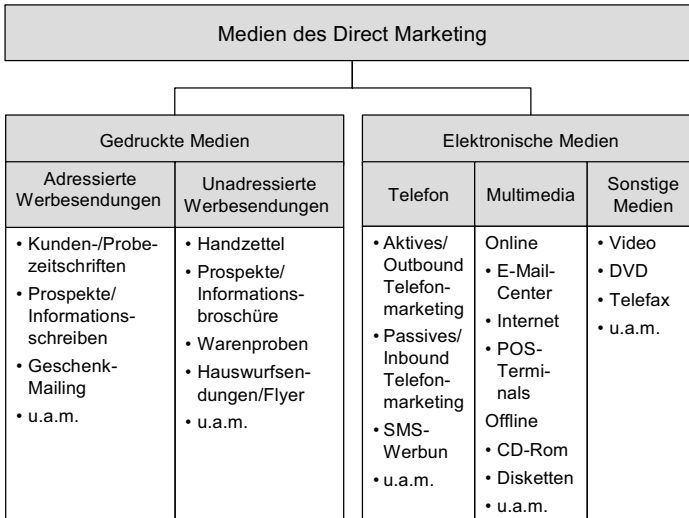 Medien des Direct Marketing
Gedruckte Medien
Adressierte
Werbesendungen
• Kunden-/Probe-
zeitschriften
• Prospekte/
Informations-
schreiben
• Geschenk-
Mailing
• u.a.m.
Unadressierte
Werbesendungen
• Handzettel
• Prospekte/
Informations-
broschüre
• Warenproben
• Hauswurfsen-
dungen/Flyer
• u.a.m.
Elektronische Medien
Telefon
• Aktives/
Outbound
Telefon-
marketing
• Passives/
Inbound
Telefon-
marketing
• SMS-
Werbun
• u.a.m.
Multimedia
Online
• E-Mail-
Center
• Internet
• POS-
Termi-
nals
Offline
• CD-Rom
• Disketten
• u.a.m.
Sonstige
Medien
• Video
• DVD
• Telefax
• u.a.m.